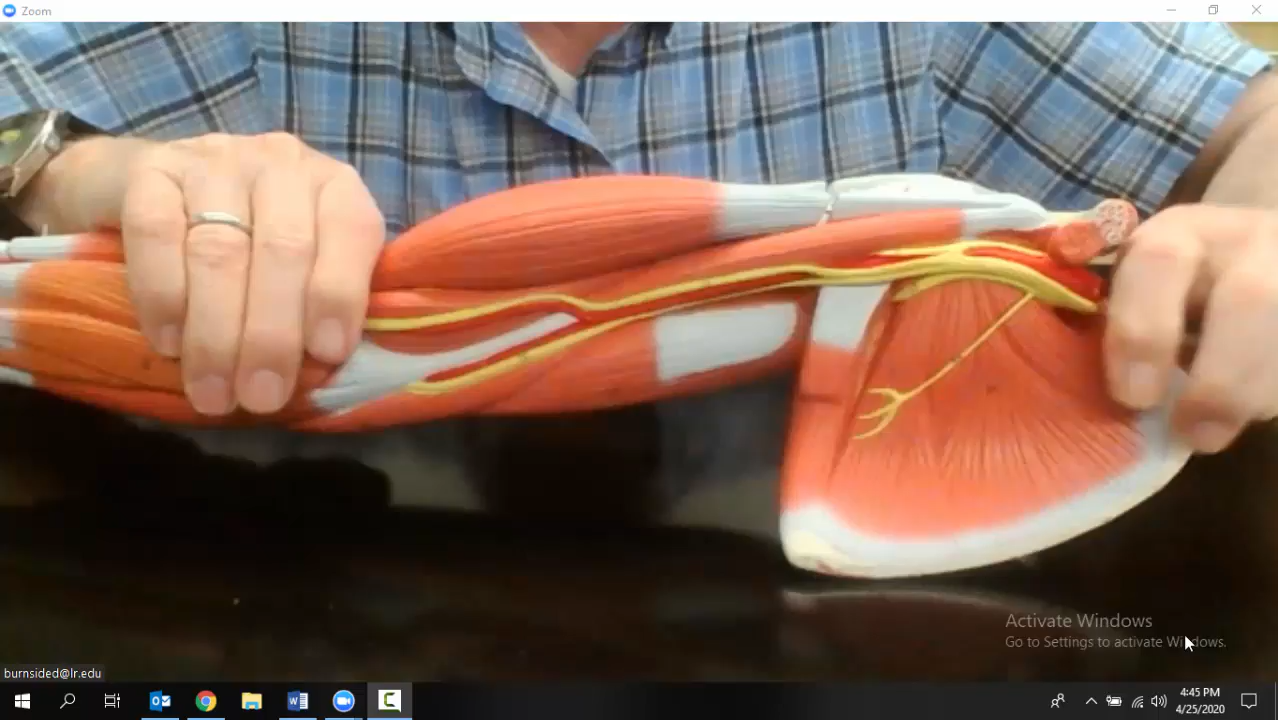 Zoom
Activate Windows
Go to Settings to activate Windows.
burnsided@lr.edu
4:45 PM
4/25/2020